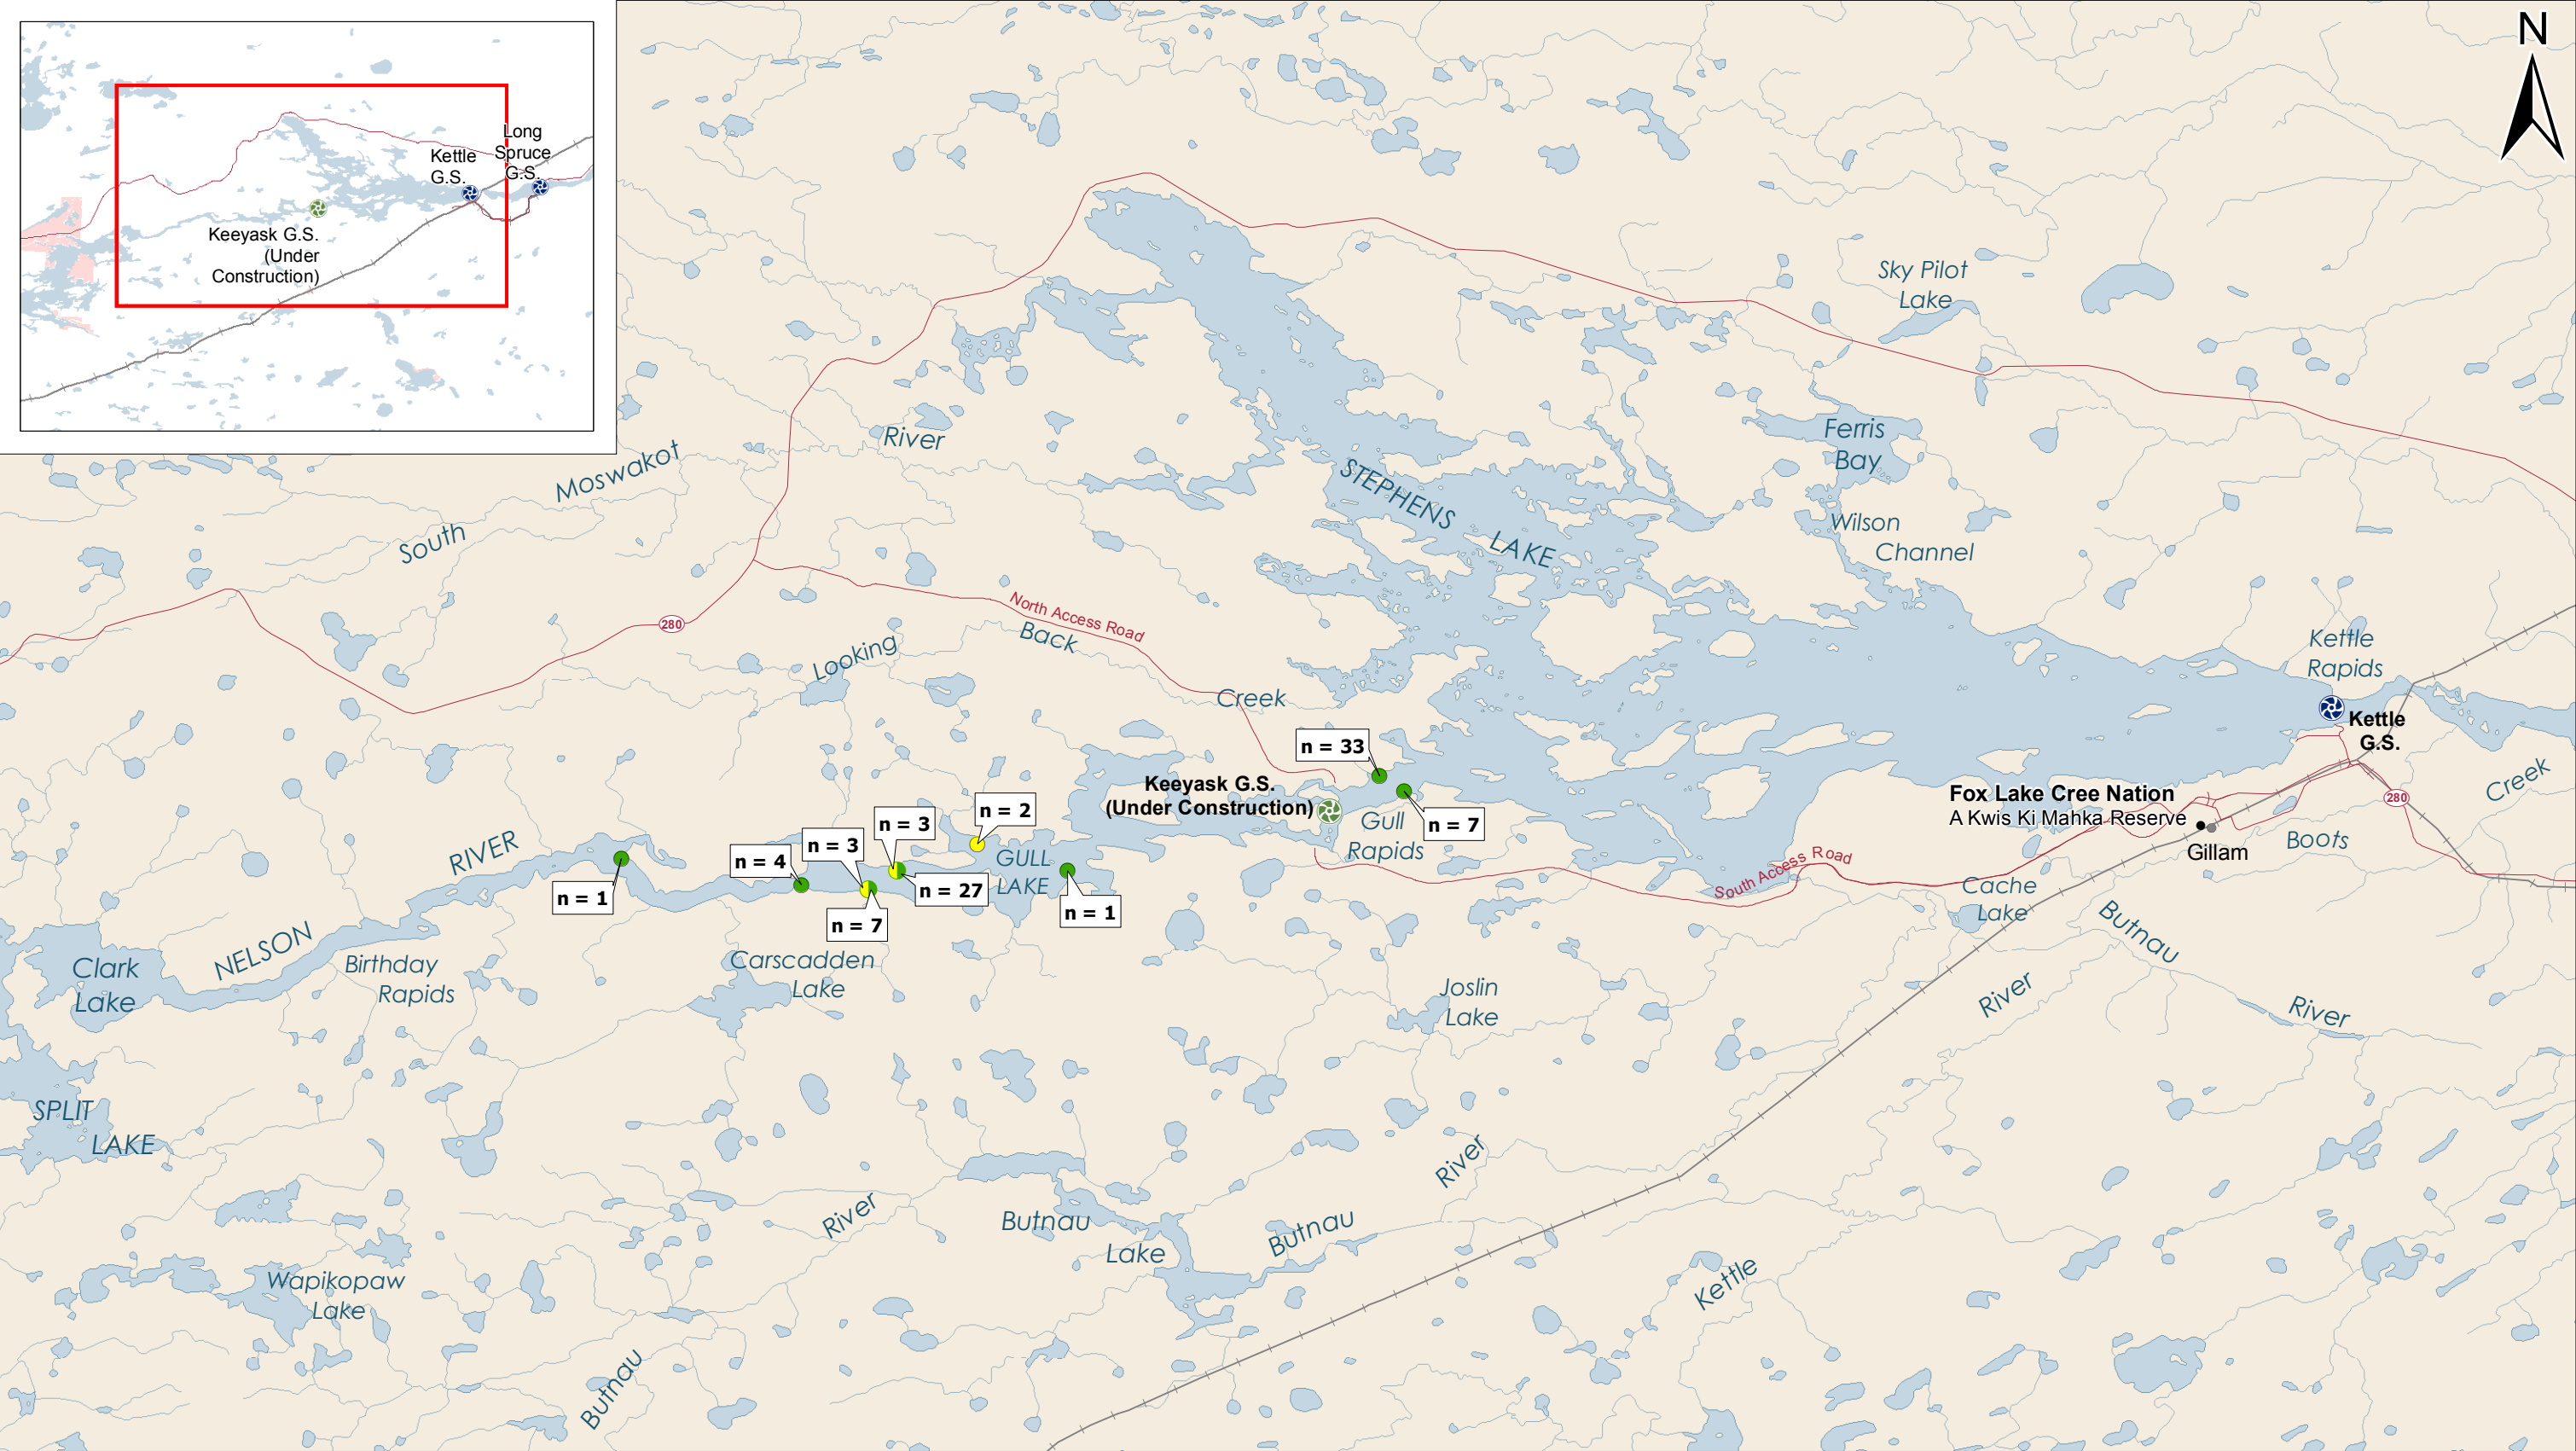 N
Long
Spruce
G.S.
Kettle
G.S.
Keeyask G.S.
(Under
Construction)
Sky Pilot
Lake
Ferris
Bay
Wilson
Channel
STEPHENS
LAKE
South
Moswakot
River
280
North Access Road
Looking
Back
Creek
Kettle
Rapids
Kettle
G.S.
n = 33
n = 7
Keeyask G.S.
(Under Construction)
Gull
Rapids
Fox Lake Cree Nation
A Kwis Ki Mahka Reserve
Gillam
280
Boots
Creek
South Access Road
Cache
Lake
n = 1
n = 4
n = 3
n = 7
n = 3
n = 27
n = 2
n = 1
GULL
LAKE
NELSON
RIVER
Clark
Lake
Birthday
Rapids
Carscadden
Lake
Joslin
Lake
Butnau
River
SPLIT
LAKE
Wapikopaw
Lake
Butnau
River
Butnau
Lake
Butnau
River
Kettle
River